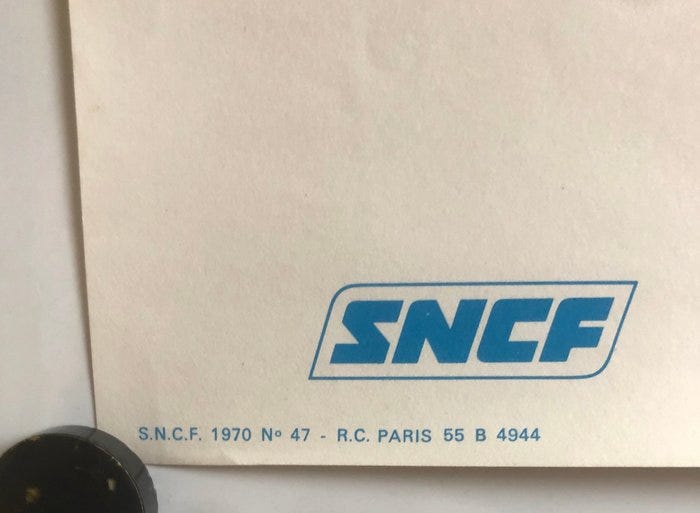 SNCF
S.N.C.F. 1970 Nº 47 - R.C. PARIS 55 B 4944